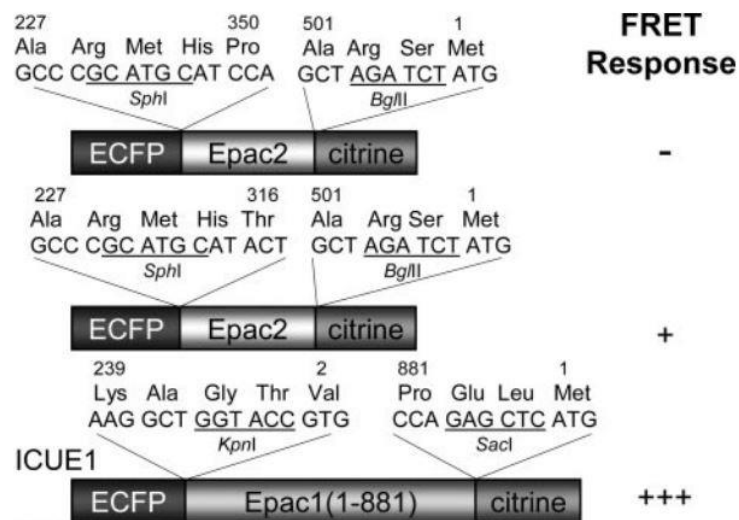 227 350 501 1 FRET
Ala Arg Met His Pro Ala Arg Ser Met Response
GCC CGC ATG CAT CCA GCT AGA TCT ATG
SphI BglII
ECFP Epac2 citrine -
227 316 501 1
Ala Arg Met His Thr Ala Arg Ser Met
GCC CGC ATG CAT ACT GCT AGA TCT ATG
SphI BglII
ECFP Epac2 citrine +
239 2 881 1
Lys Ala Gly Thr Val Pro Glu Leu Met
AAG GCT GGT ACC GTG CCA GAG CTC ATG
KpnI SacI
ICUE1
ECFP Epac1(1-881) citrine +++